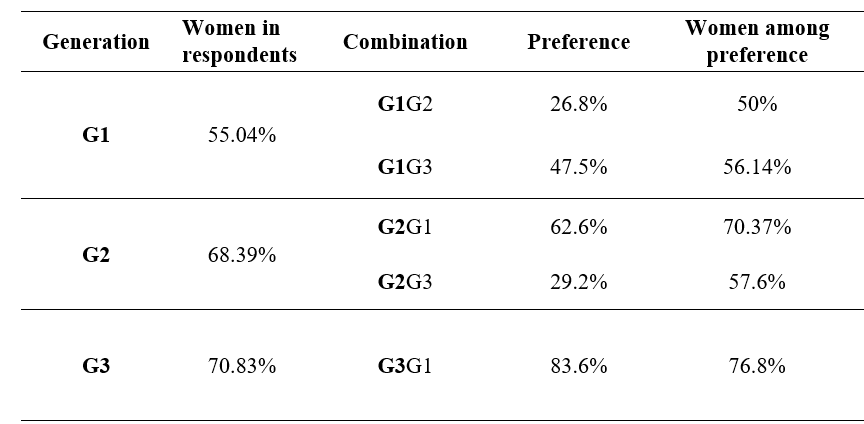 Generation Women in respondents Combination Preference Women among preference
G1 55.04% G1G2 26.8% 50%
G1G3 47.5% 56.14%
G2 68.39% G2G1 62.6% 70.37%
G2G3 29.2% 57.6%
G3 70.83% G3G1 83.6% 76.8%